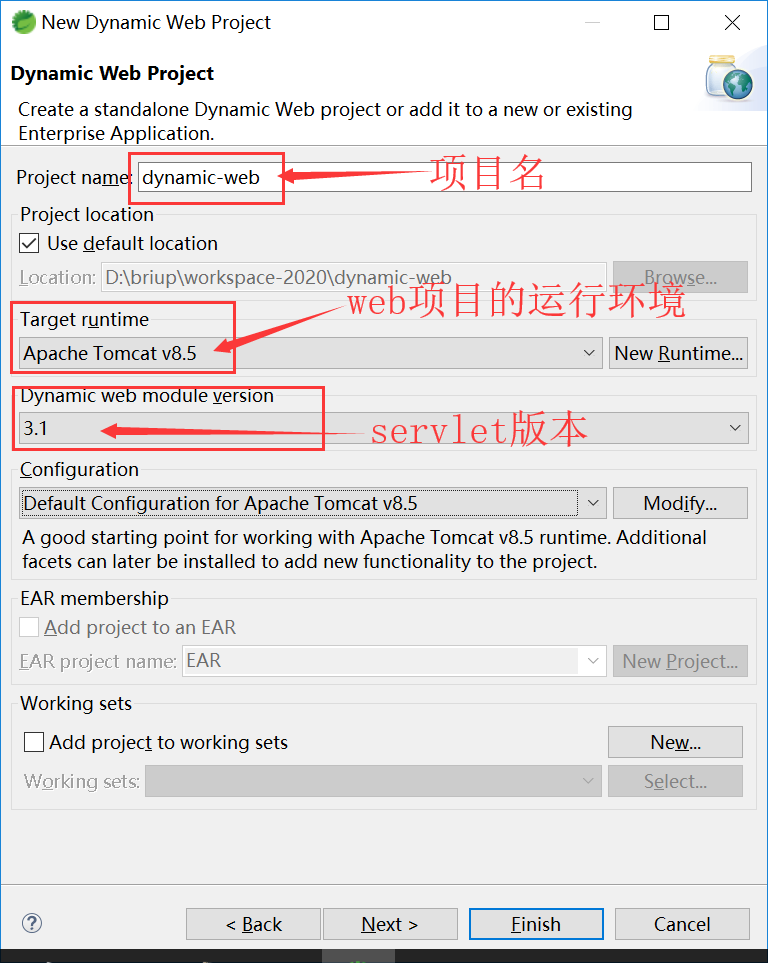 New Dynamic Web Project
Dynamic Web Project
Create a standalone Dynamic Web project or add it to a new or existing
Enterprise Application.
Project name: dynamic-web 项目名
Project location
Use default location
Location: D:\briup\workspace-2020\dynamic-web Browse...
web项目的运行环境
Target runtime
Apache Tomcat v8.5 New Runtime...
Dynamic web module version
3.1 servlet版本
Configuration
Default Configuration for Apache Tomcat v8.5 Modify...
A good starting point for working with Apache Tomcat v8.5 runtime. Additional
facets can later be installed to add new functionality to the project.
EAR membership
Add project to an EAR
EAR project name: EAR New Project...
Working sets
Add project to working sets New...
Working sets: Select...
? < Back Next > Finish Cancel